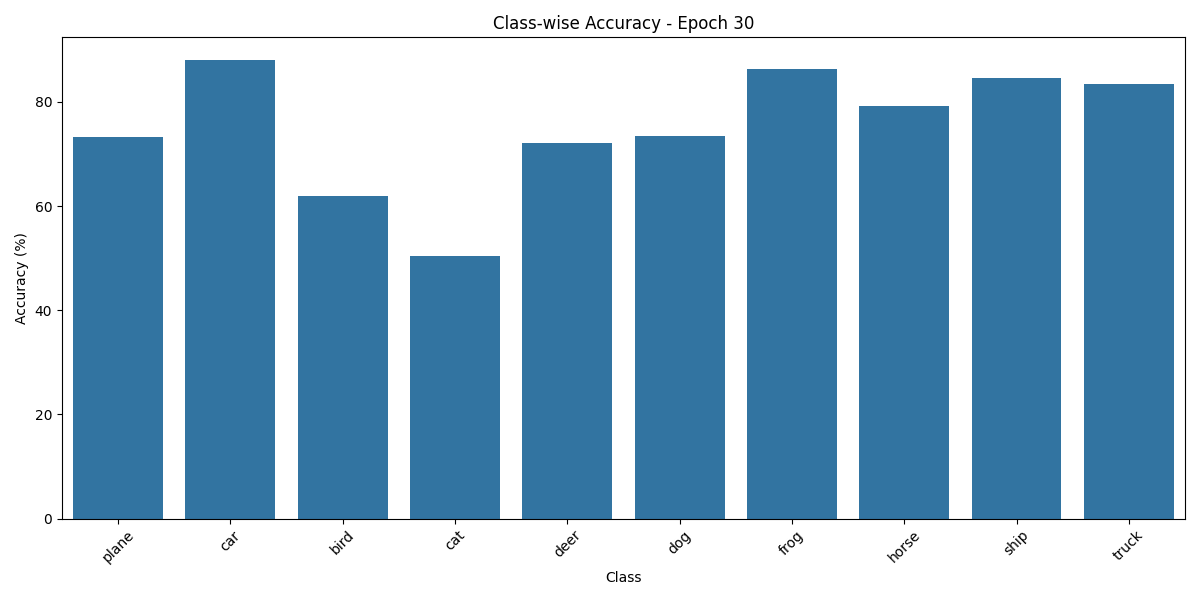 Class-wise Accuracy - Epoch 30
Accuracy (%)
80
60
40
20
0
plane
car
bird
cat
deer
dog
frog
horse
ship
truck
Class